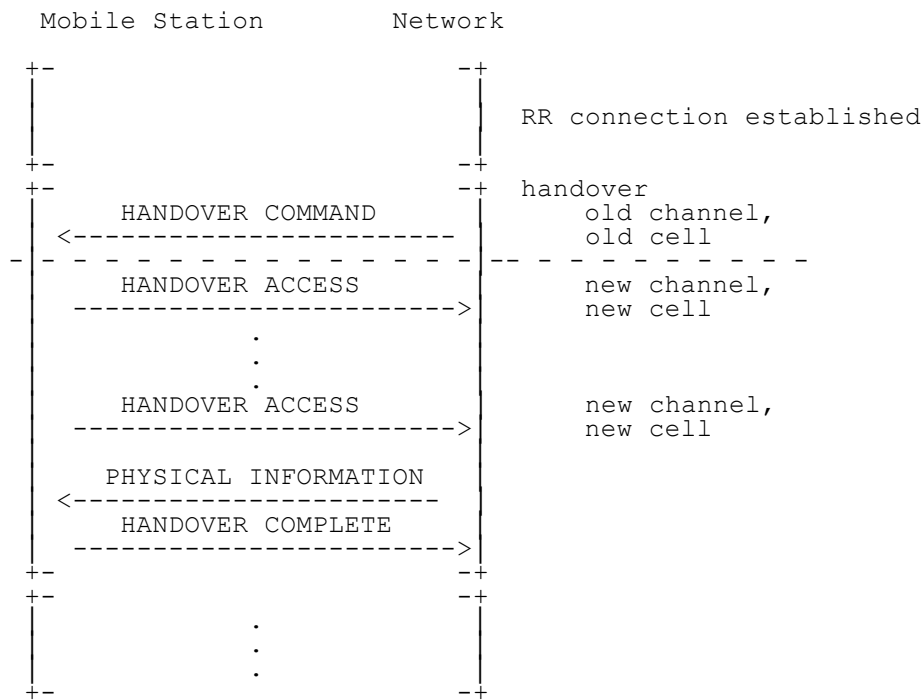 Mobile Station Network
RR connection established
handover
HANDOVER COMMAND old channel,
old cell
HANDOVER ACCESS new channel,
new cell
.
.
.
HANDOVER ACCESS new channel,
new cell
PHYSICAL INFORMATION
HANDOVER COMPLETE
.
.
.